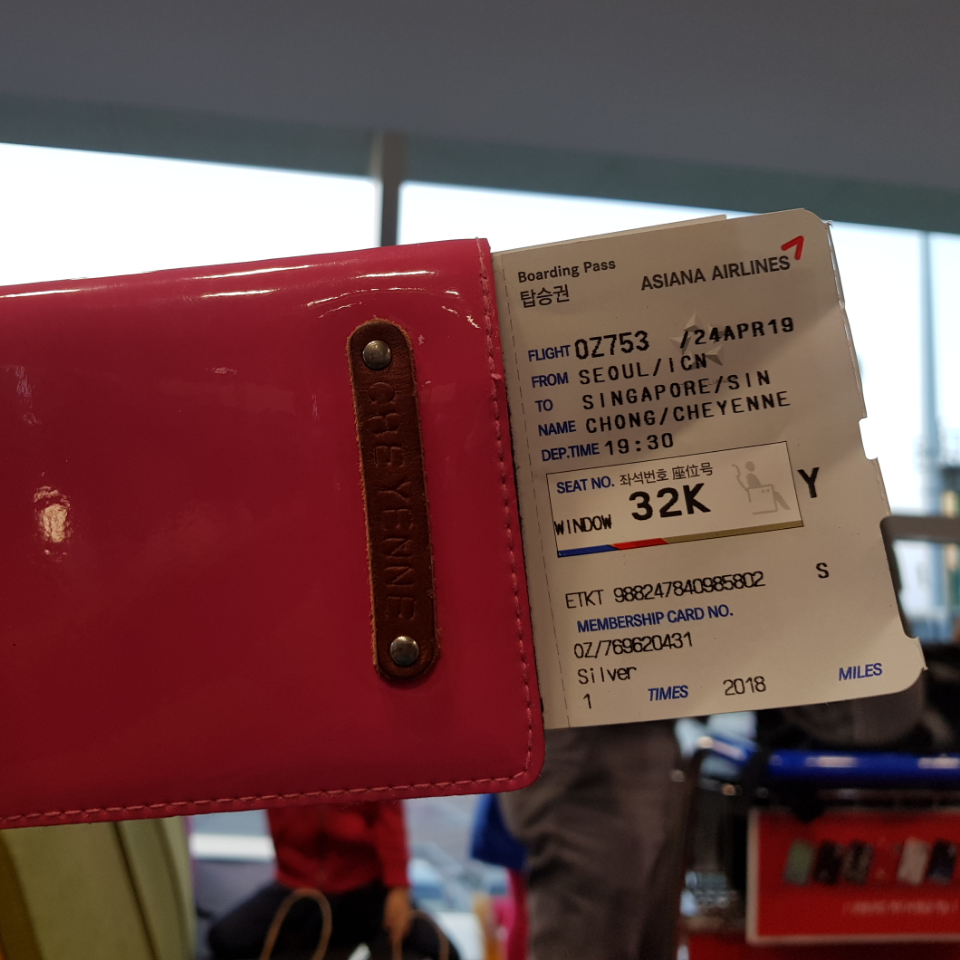 CHEYENNE
Boarding Pass
탑승권
ASIANA AIRLINES
FLIGHT OZ753 /24APR19
FROM SEOUL/ICN
TO SINGAPORE/SIN
NAME CHONG/CHEYENNE
DEP.TIME 19:30
SEAT NO. 좌석번호 座位号
WINDOW 32K
Y
ETKT 988247840985802 S
MEMBERSHIP CARD NO.
OZ/769620431
Silver
1 TIMES 2018 MILES